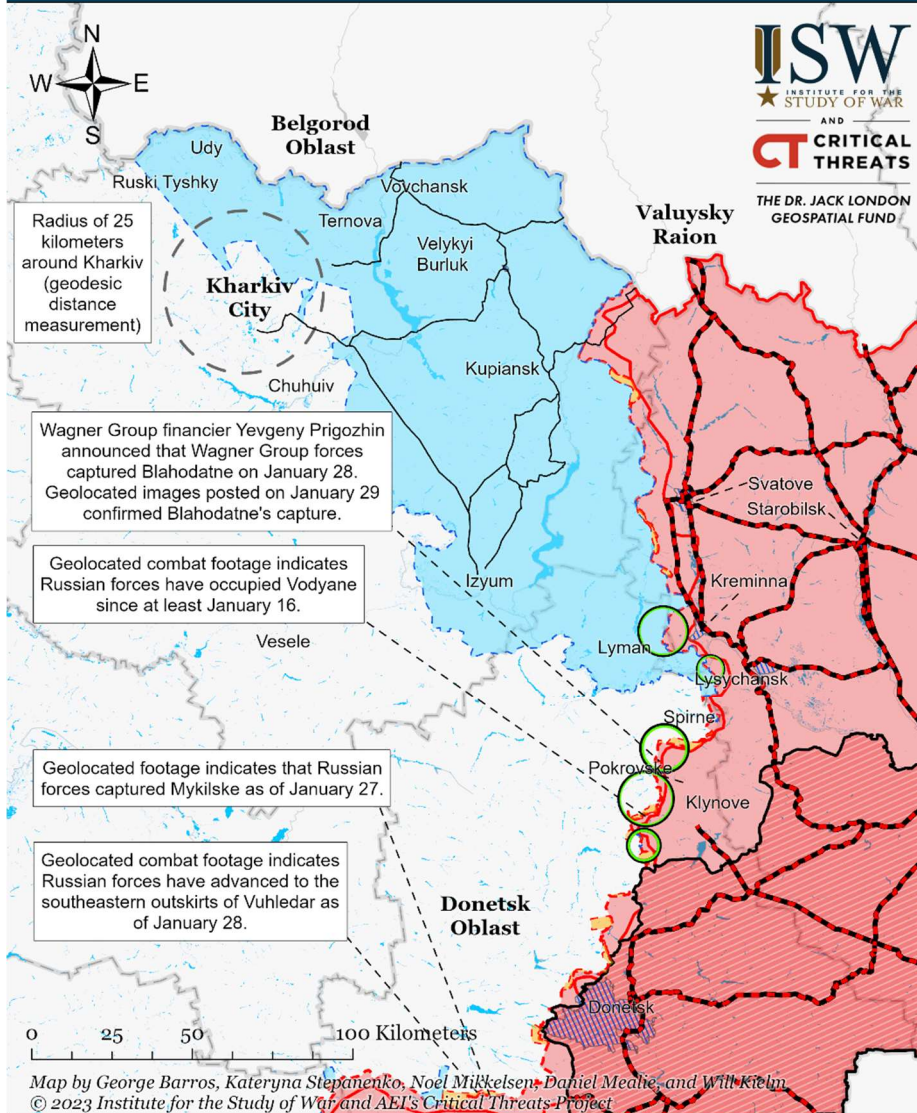 N
W
E
S
ISW
INSTITUTE FOR THE
STUDY OF WAR
AND
CT CRITICAL
THREATS
THE DR. JACK LONDON
GEOSPATIAL FUND
Belgorod
Oblast
Udy
Ruski Tyshky
Vovchansk
Ternova
Valuysky
Raion
Radius of 25
kilometers
around Kharkiv
(geodesic
distance
measurement)
Velykyi
Burluk
Kharkiv
City
Kupiansk
Chuhuiv
Wagner Group financier Yevgeny Prigozhin
announced that Wagner Group forces
captured Blahodatne on January 28.
Geolocated images posted on January 29
confirmed Blahodatne's capture.
Svatove
Starobilsk
Geolocated combat footage indicates
Russian forces have occupied Vodyane
since at least January 16.
Izyum
Kreminna
Vesele
Lyman
Lysychansk
Spirne
Pokrovske
Klynove
Geolocated footage indicates that Russian
forces captured Mykilske as of January 27.
Geolocated combat footage indicates
Russian forces have advanced to the
southeastern outskirts of Vuhledar as
of January 28.
Donetsk
Oblast
Donetsk
0 25 50 100 Kilometers
Map by George Barros, Kateryna Stepanenko, Noel Mikkelsen, Daniel Mealie, and Will Kielm
© 2023 Institute for the Study of War and AEI's Critical Threats Project